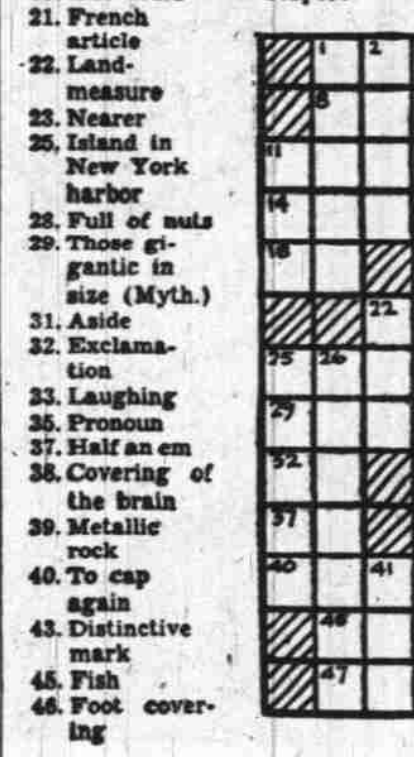 21. French
article
22. Land-
measure
23. Nearer
25. Island in
New York
harbor
28. Full of nuts
29. Those gi-
gantic in
size (Myth.)
31. Aside
32. Exclama-
tion
33. Laughing
35. Pronoun
37. Half an em
38. Covering of
the brain
39. Metallic
rock
40. To cap
again
43. Distinctive
mark
45. Fish
46. Foot cover-
ing
1 2
8
11
14
18
22
25 26
29
32
37
40 41
46
47